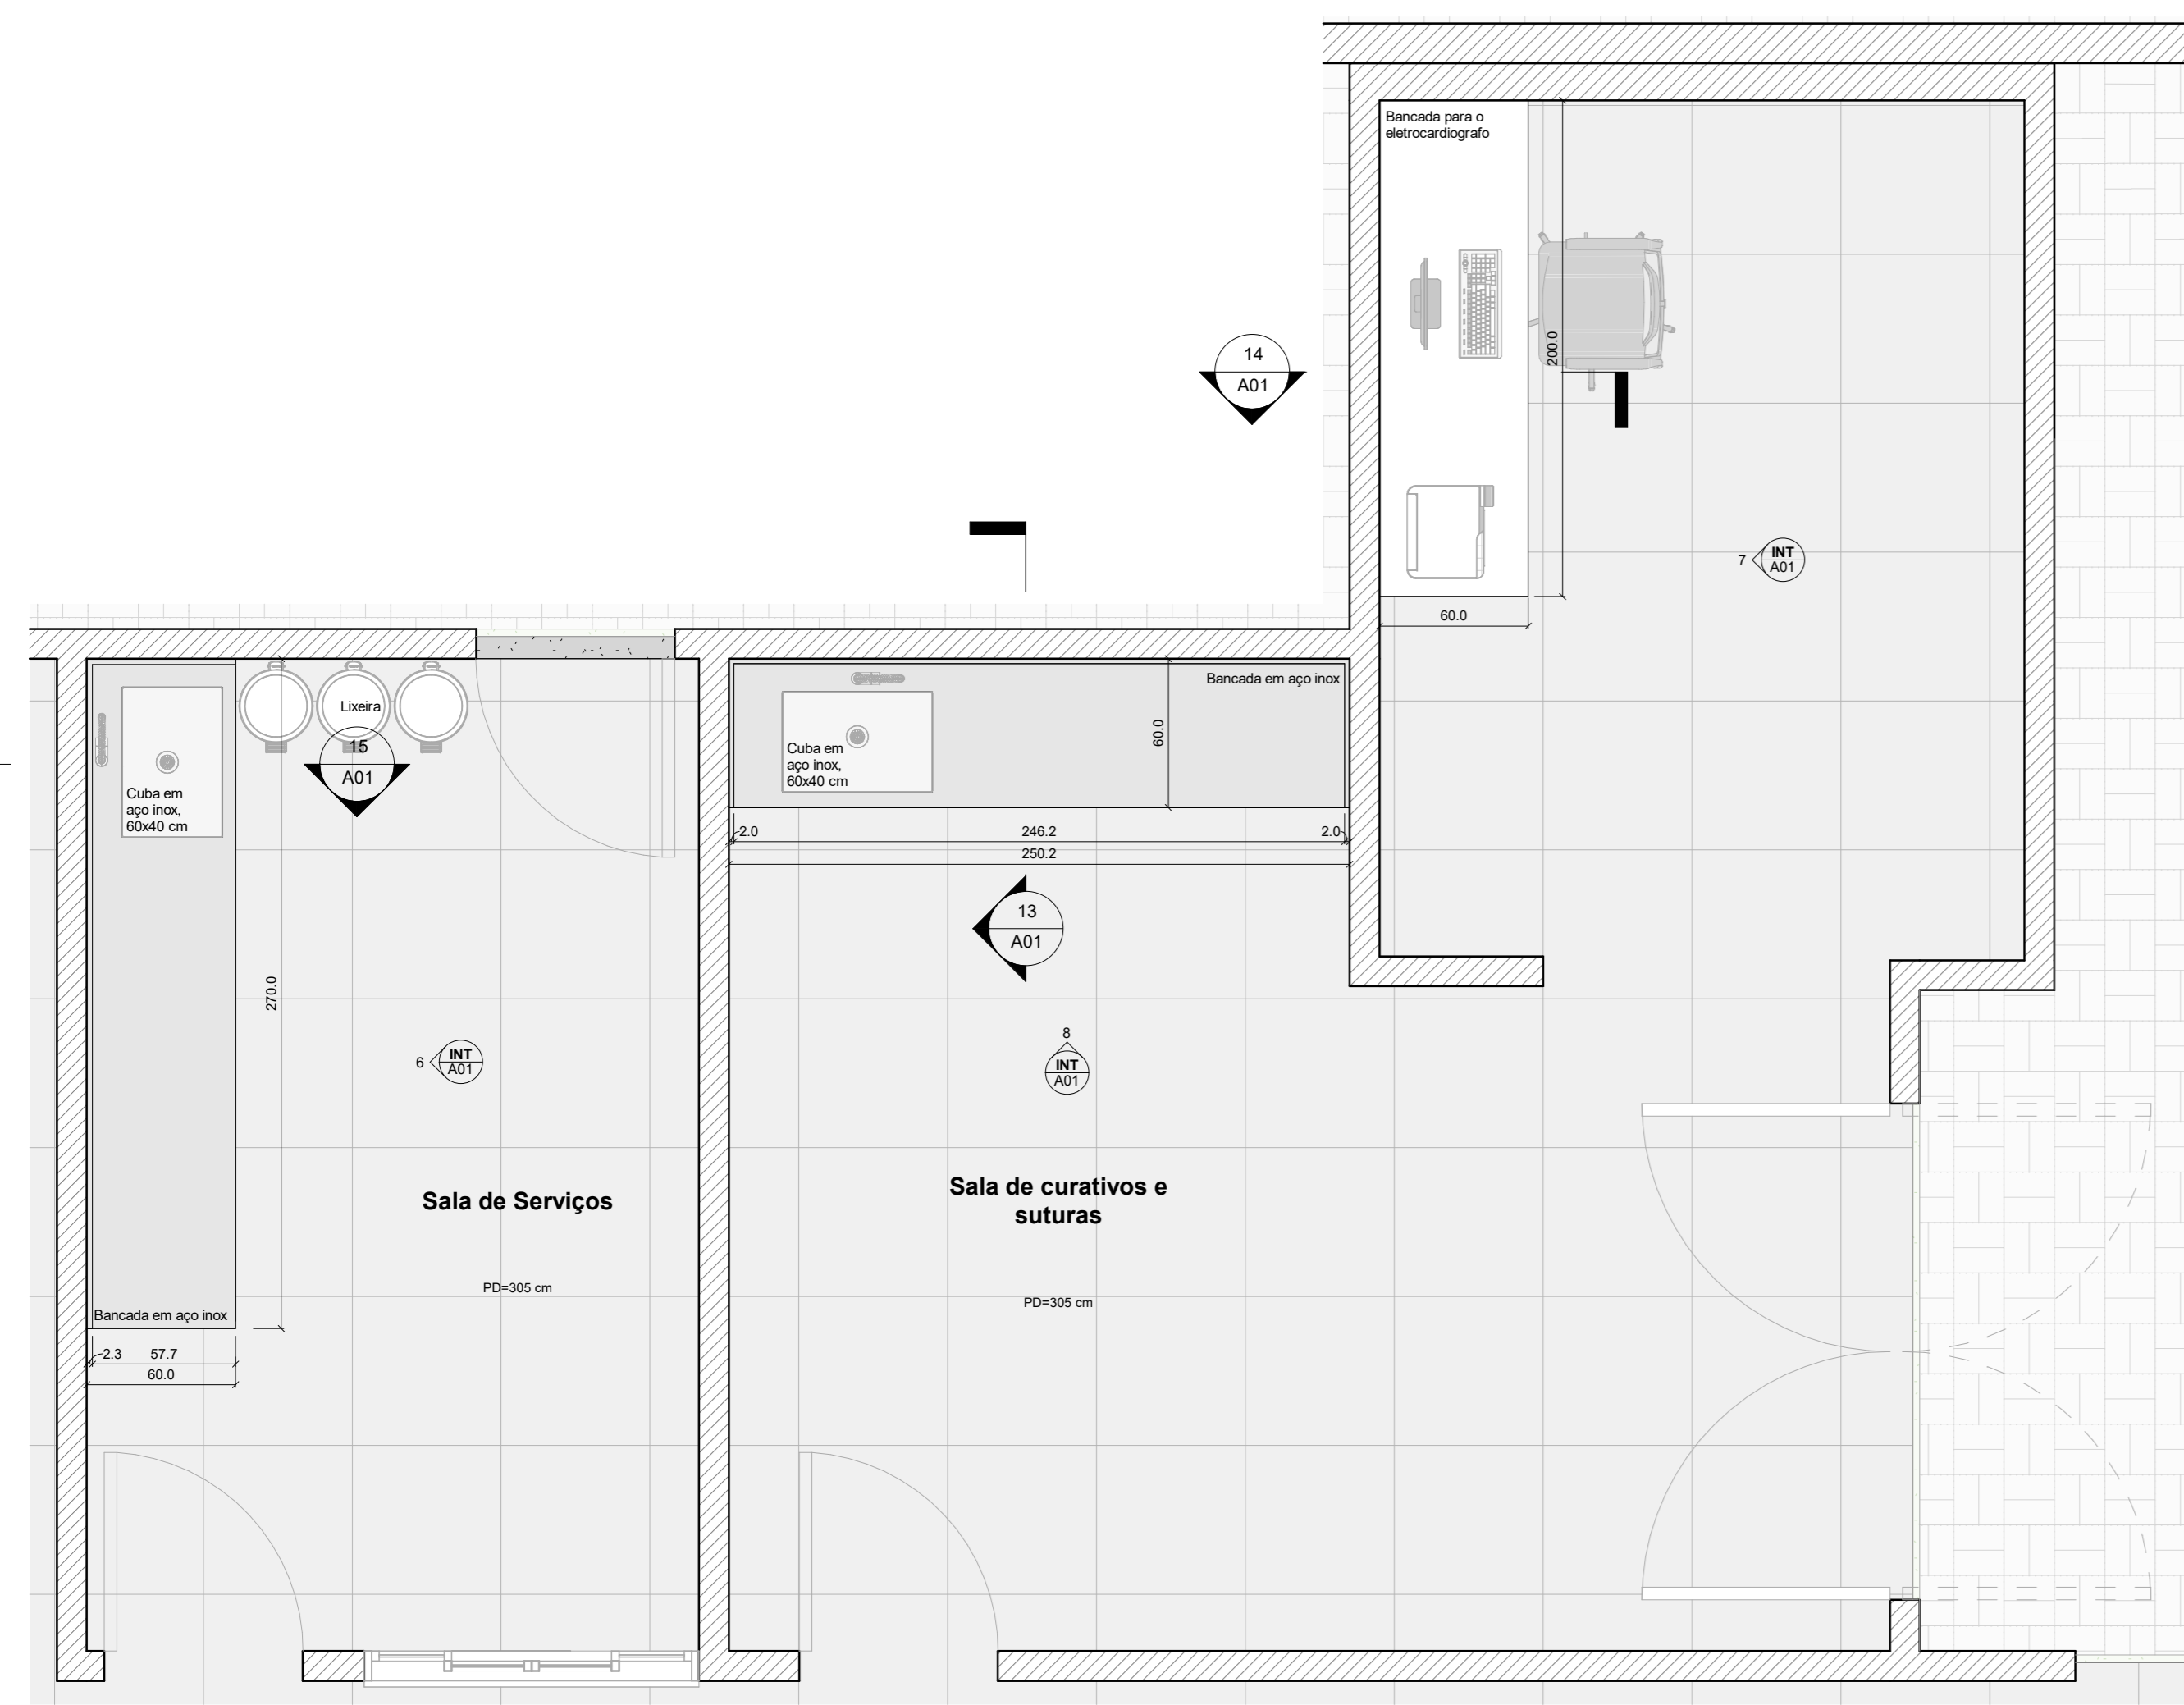 Bancada para o
eletrocardiografo
14
A01
200.0
7
INT
A01
60.0
Lixeira
15
A01
Cuba em
aço inox,
60x40 cm
Bancada em aço inox
60.0
Cuba em
aço inox,
60x40 cm
2.0
246.2
2.0
250.2
13
A01
270.0
6
INT
A01
8
INT
A01
Sala de Serviços
PD=305 cm
Sala de curativos e
suturas
PD=305 cm
Bancada em aço inox
2.3
57.7
60.0